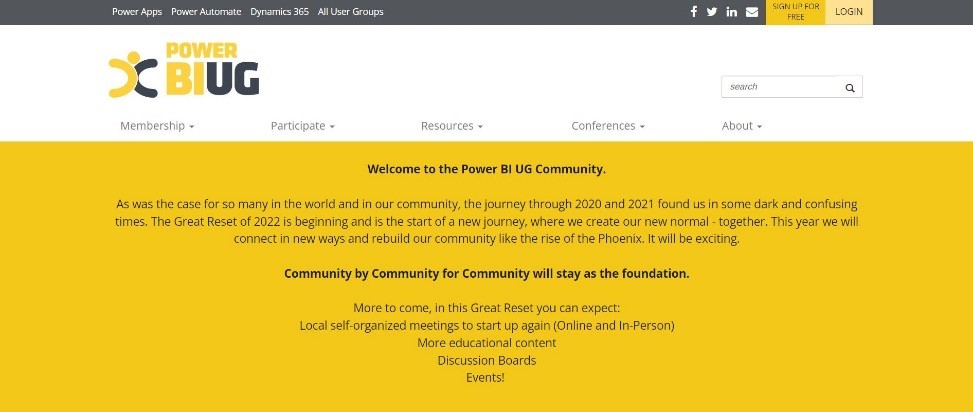 Power Apps Power Automate Dynamics 365 All User Groups
SIGN UP FOR
FREE
LOGIN
POWER
BIUG
search
Membership Participate Resources Conferences About
Welcome to the Power BI UG Community.
As was the case for so many in the world and in our community, the journey through 2020 and 2021 found us in some dark and confusing
times. The Great Reset of 2022 is beginning and is the start of a new journey, where we create our new normal - together. This year we will
connect in new ways and rebuild our community like the rise of the Phoenix. It will be exciting.
Community by Community for Community will stay as the foundation.
More to come, in this Great Reset you can expect:
Local self-organized meetings to start up again (Online and In-Person)
More educational content
Discussion Boards
Events!